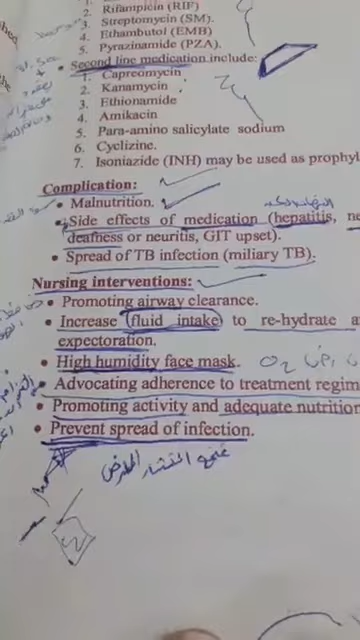 2. Rifampicin (RIF)
3. Streptomycin (SM).
4. Ethambutol (EMB)
5. Pyrazinamide (PZA).
• Second line medication include:
1. Capreomycin
2. Kanamycin
3. Ethionamide
4. Amikacin
5. Para-amino salicylate sodium
6. Cyclizine.
7. Isoniazide (INH) may be used as prophyl
Complication:
• Malnutrition.
• Side effects of medication (hepatitis, ne
deafness or neuritis, GIT upset).
• Spread of TB infection (miliary TB).
Nursing interventions:
• Promoting airway clearance.
• Increase (fluid intake) to re-hydrate a
expectoration.
• High humidity face mask. O2
• Advocating adherence to treatment regim
• Promoting activity and adequate nutrition
• Prevent spread of infection.